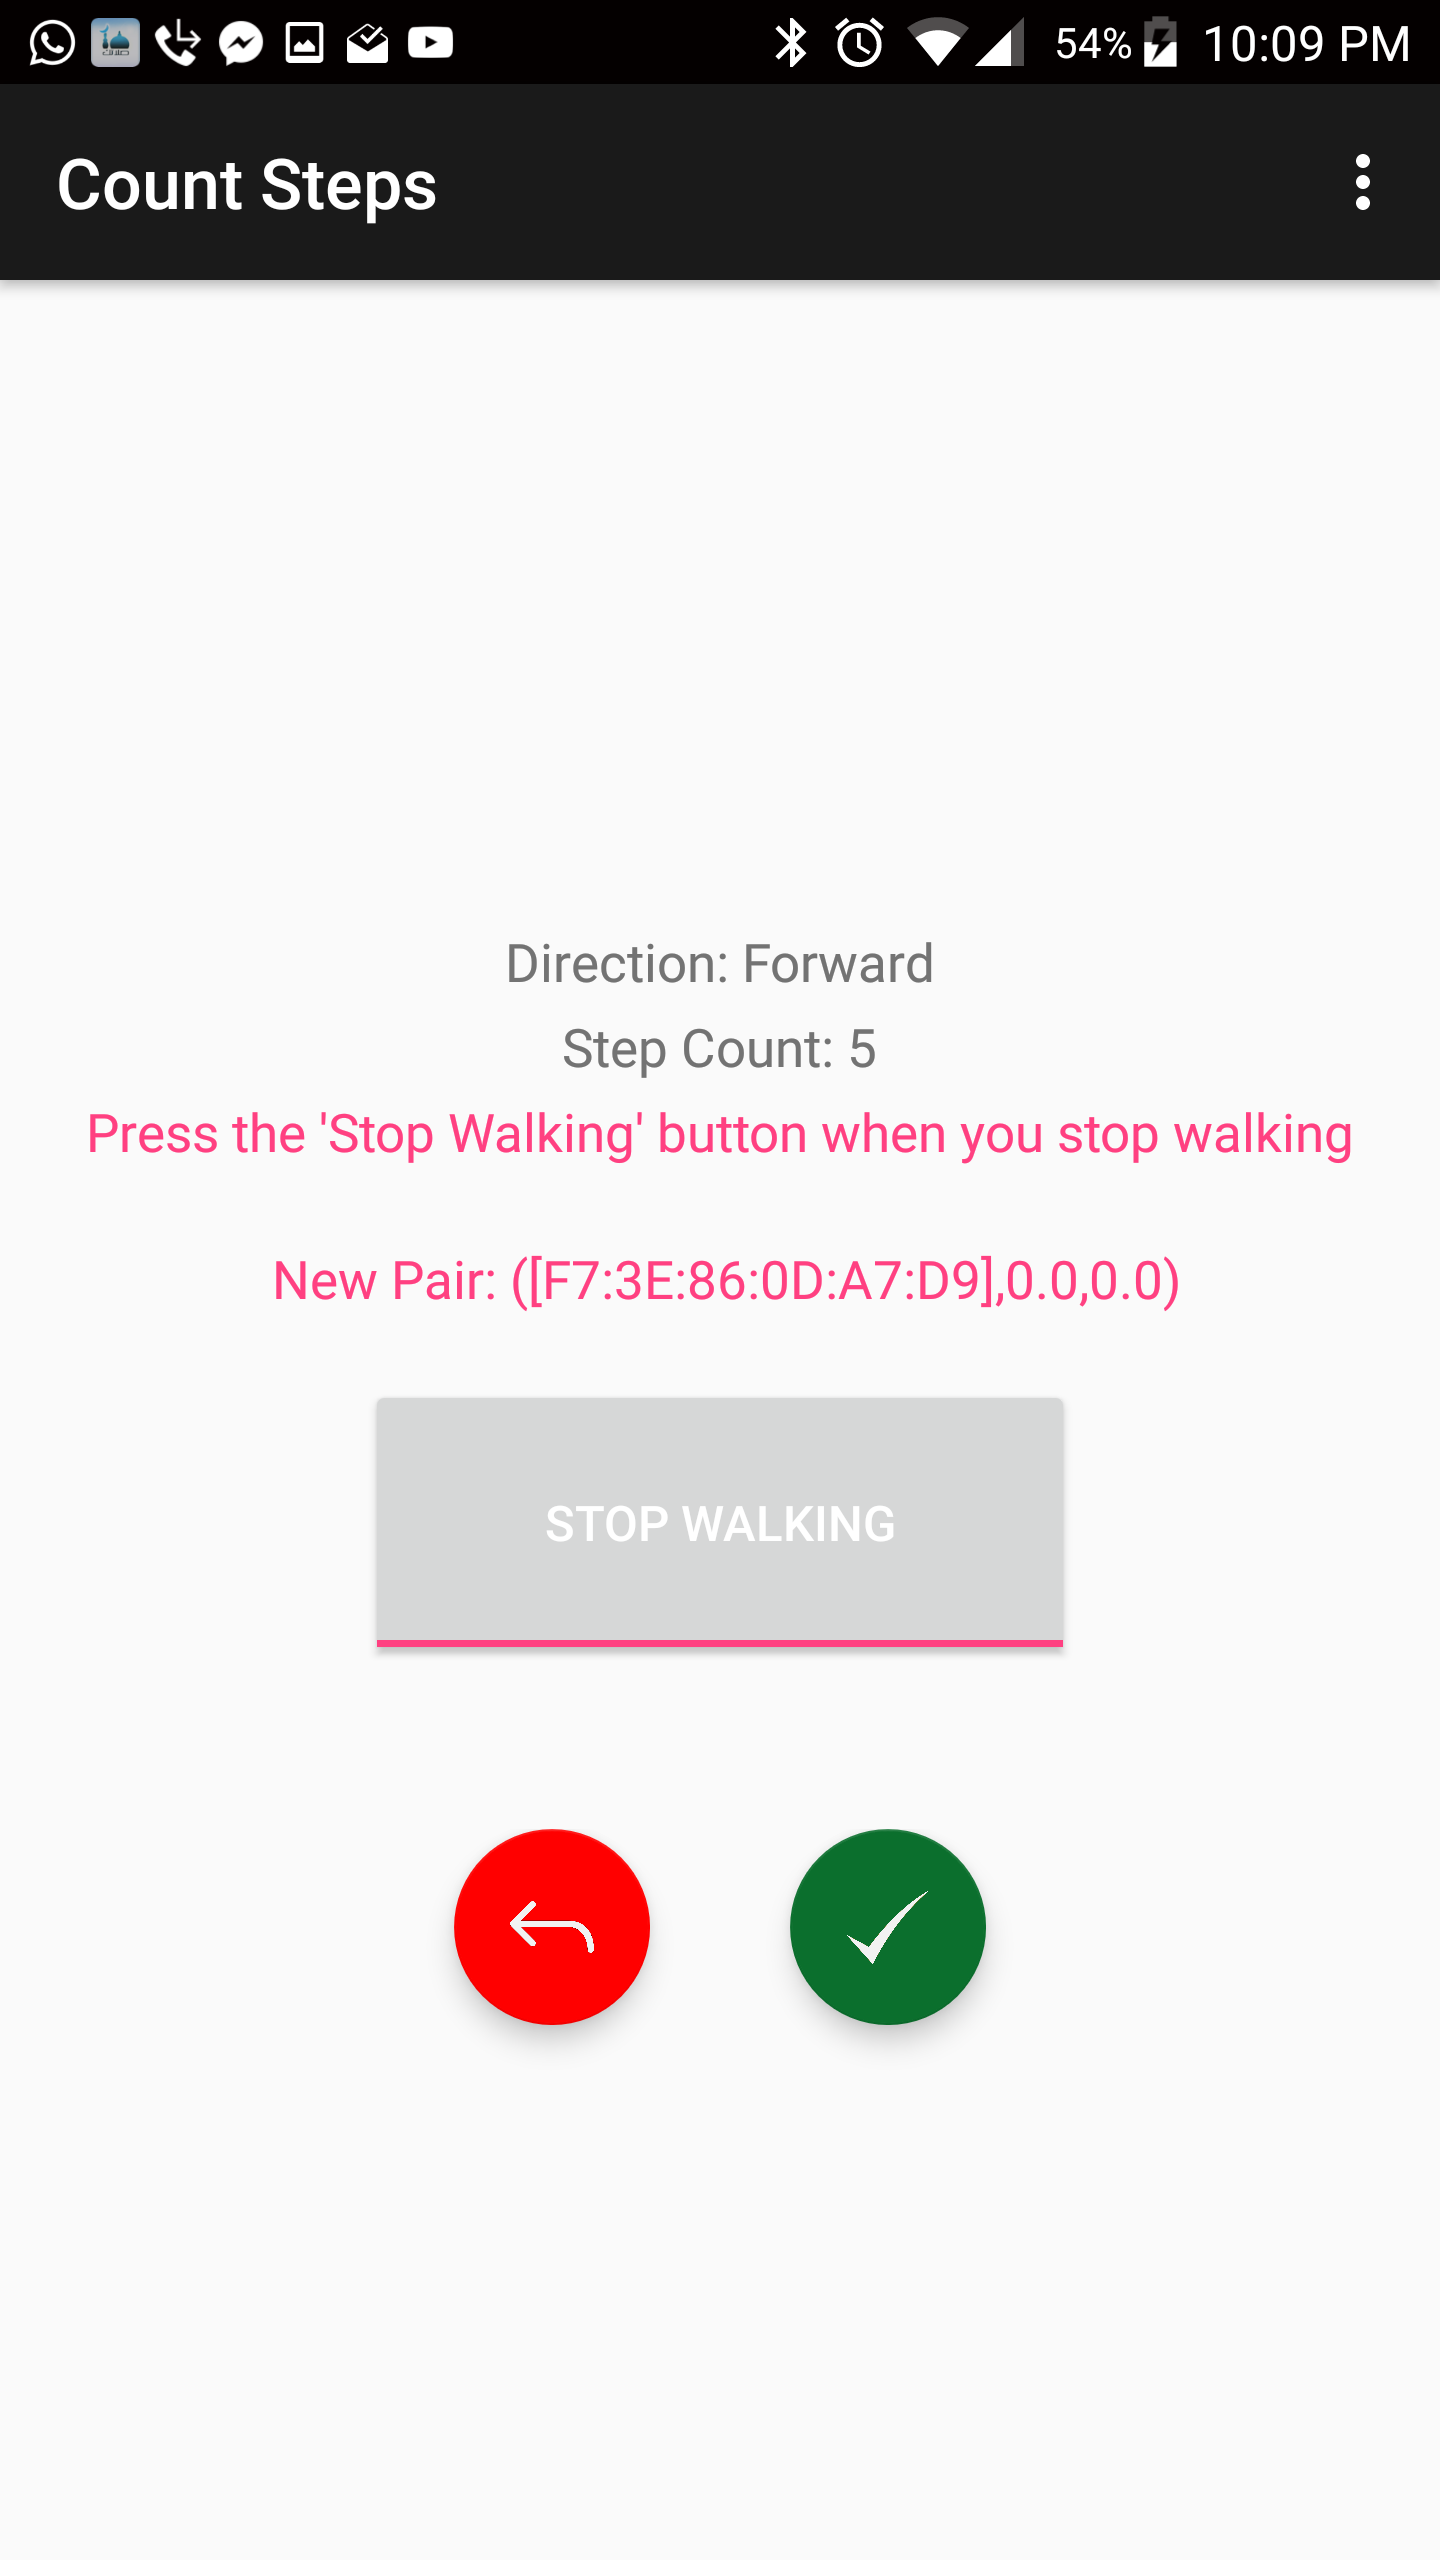 54% 10:09 PM
Count Steps
Direction: Forward
Step Count: 5
Press the 'Stop Walking' button when you stop walking
New Pair: ([F7:3E:86:0D:A7:D9],0.0,0.0)
STOP WALKING